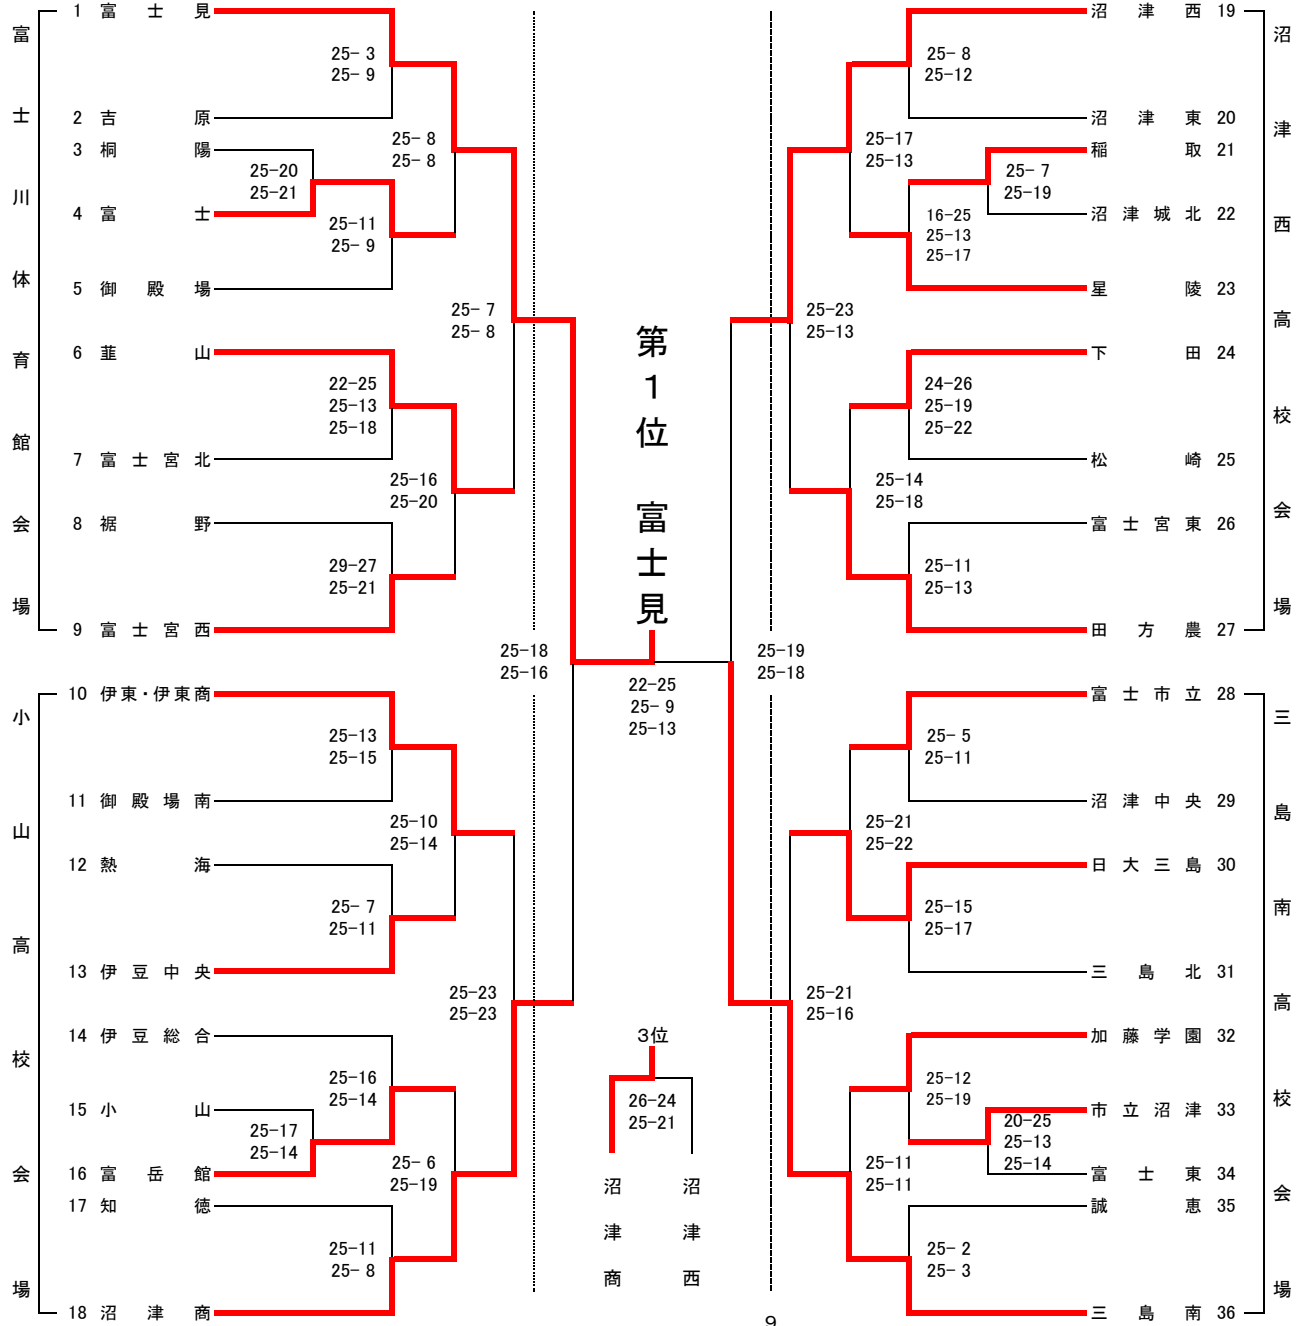 富士川体育館会場
1 富士見
25- 3
25- 9
2 吉原
25- 8
25- 8
3 桐陽
25-20
25-21
4 富士
25-11
25- 9
5 御殿場
25- 7
25- 8
6 韮山
22-25
25-13
25-18
7 富士宮北
25-16
25-20
8 裾野
29-27
25-21
9 富士宮西
25-18
25-16
小山高校会場
10 伊東・伊東商
25-13
25-15
11 御殿場南
25-10
25-14
12 熱海
25- 7
25-11
13 伊豆中央
25-23
25-23
14 伊豆総合
25-16
25-14
15 小山
25-17
25-14
16 富岳館
25- 6
25-19
17 知徳
25-11
25- 8
18 沼津商
第1位 富士見
22-25
25- 9
25-13
3位
26-24
25-21
沼津商
沼津西
沼津西高校会場
沼津西 19
25- 8
25-12
沼津東 20
25-17
25-13
稲取 21
25- 7
25-19
沼津城北 22
16-25
25-13
25-17
星陵 23
25-23
25-13
下田 24
24-26
25-19
25-22
松崎 25
25-14
25-18
富士宮東 26
25-11
25-13
田方農 27
25-19
25-18
三島南高校会場
富士市立 28
25- 5
25-11
沼津中央 29
25-21
25-22
日大三島 30
25-15
25-17
三島北 31
25-21
25-16
加藤学園 32
25-12
25-19
市立沼津 33
20-25
25-13
25-14
富士東 34
25-11
25-11
誠恵 35
25- 2
25- 3
三島南 36
9